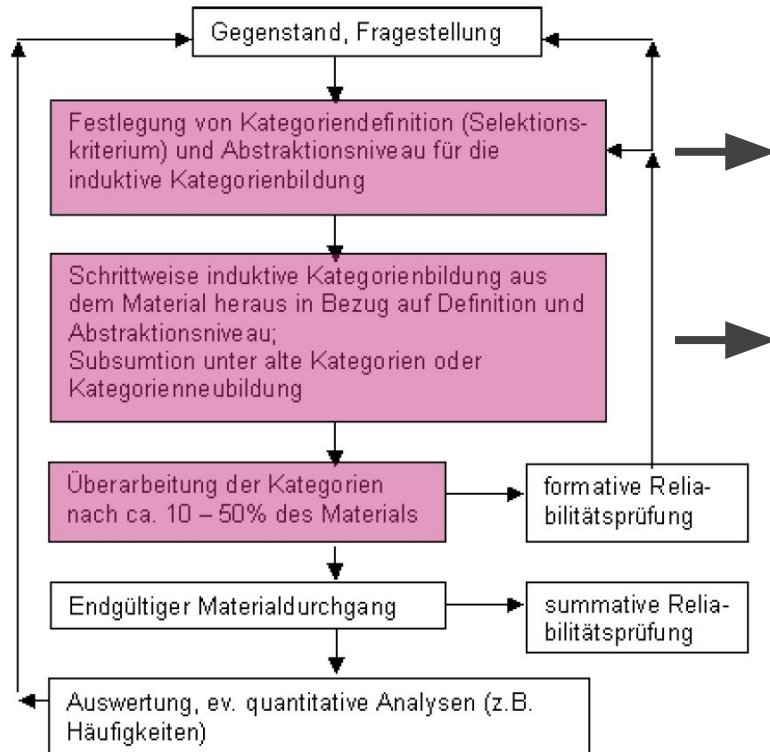 Gegenstand, Fragestellung
Festlegung von Kategoriendefinition (Selektions-
kriterium) und Abstraktionsniveau für die
induktive Kategorienbildung
Schrittweise induktive Kategorienbildung aus
dem Material heraus in Bezug auf Definition und
Abstraktionsniveau;
Subsumtion unter alte Kategorien oder
Kategorienneubildung
Überarbeitung der Kategorien
nach ca. 10 – 50% des Materials
formative Relia-
bilitätsprüfung
Endgültiger Materialdurchgang
summative Relia-
bilitätsprüfung
Auswertung, ev. quantitative Analysen (z.B.
Häufigkeiten)